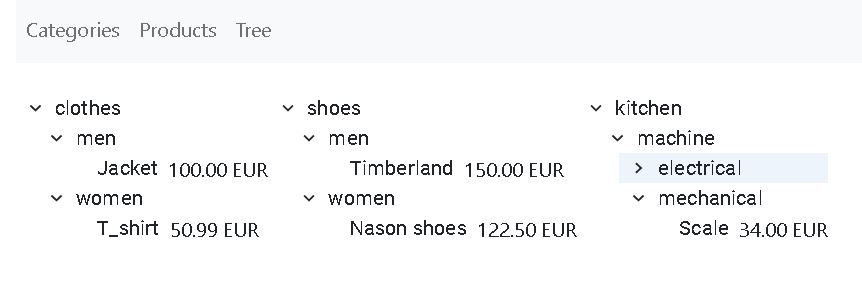 Categories Products Tree
clothes
men
Jacket 100.00 EUR
women
T_shirt 50.99 EUR
shoes
men
Timberland 150.00 EUR
women
Nason shoes 122.50 EUR
kitchen
machine
electrical
mechanical
Scale 34.00 EUR